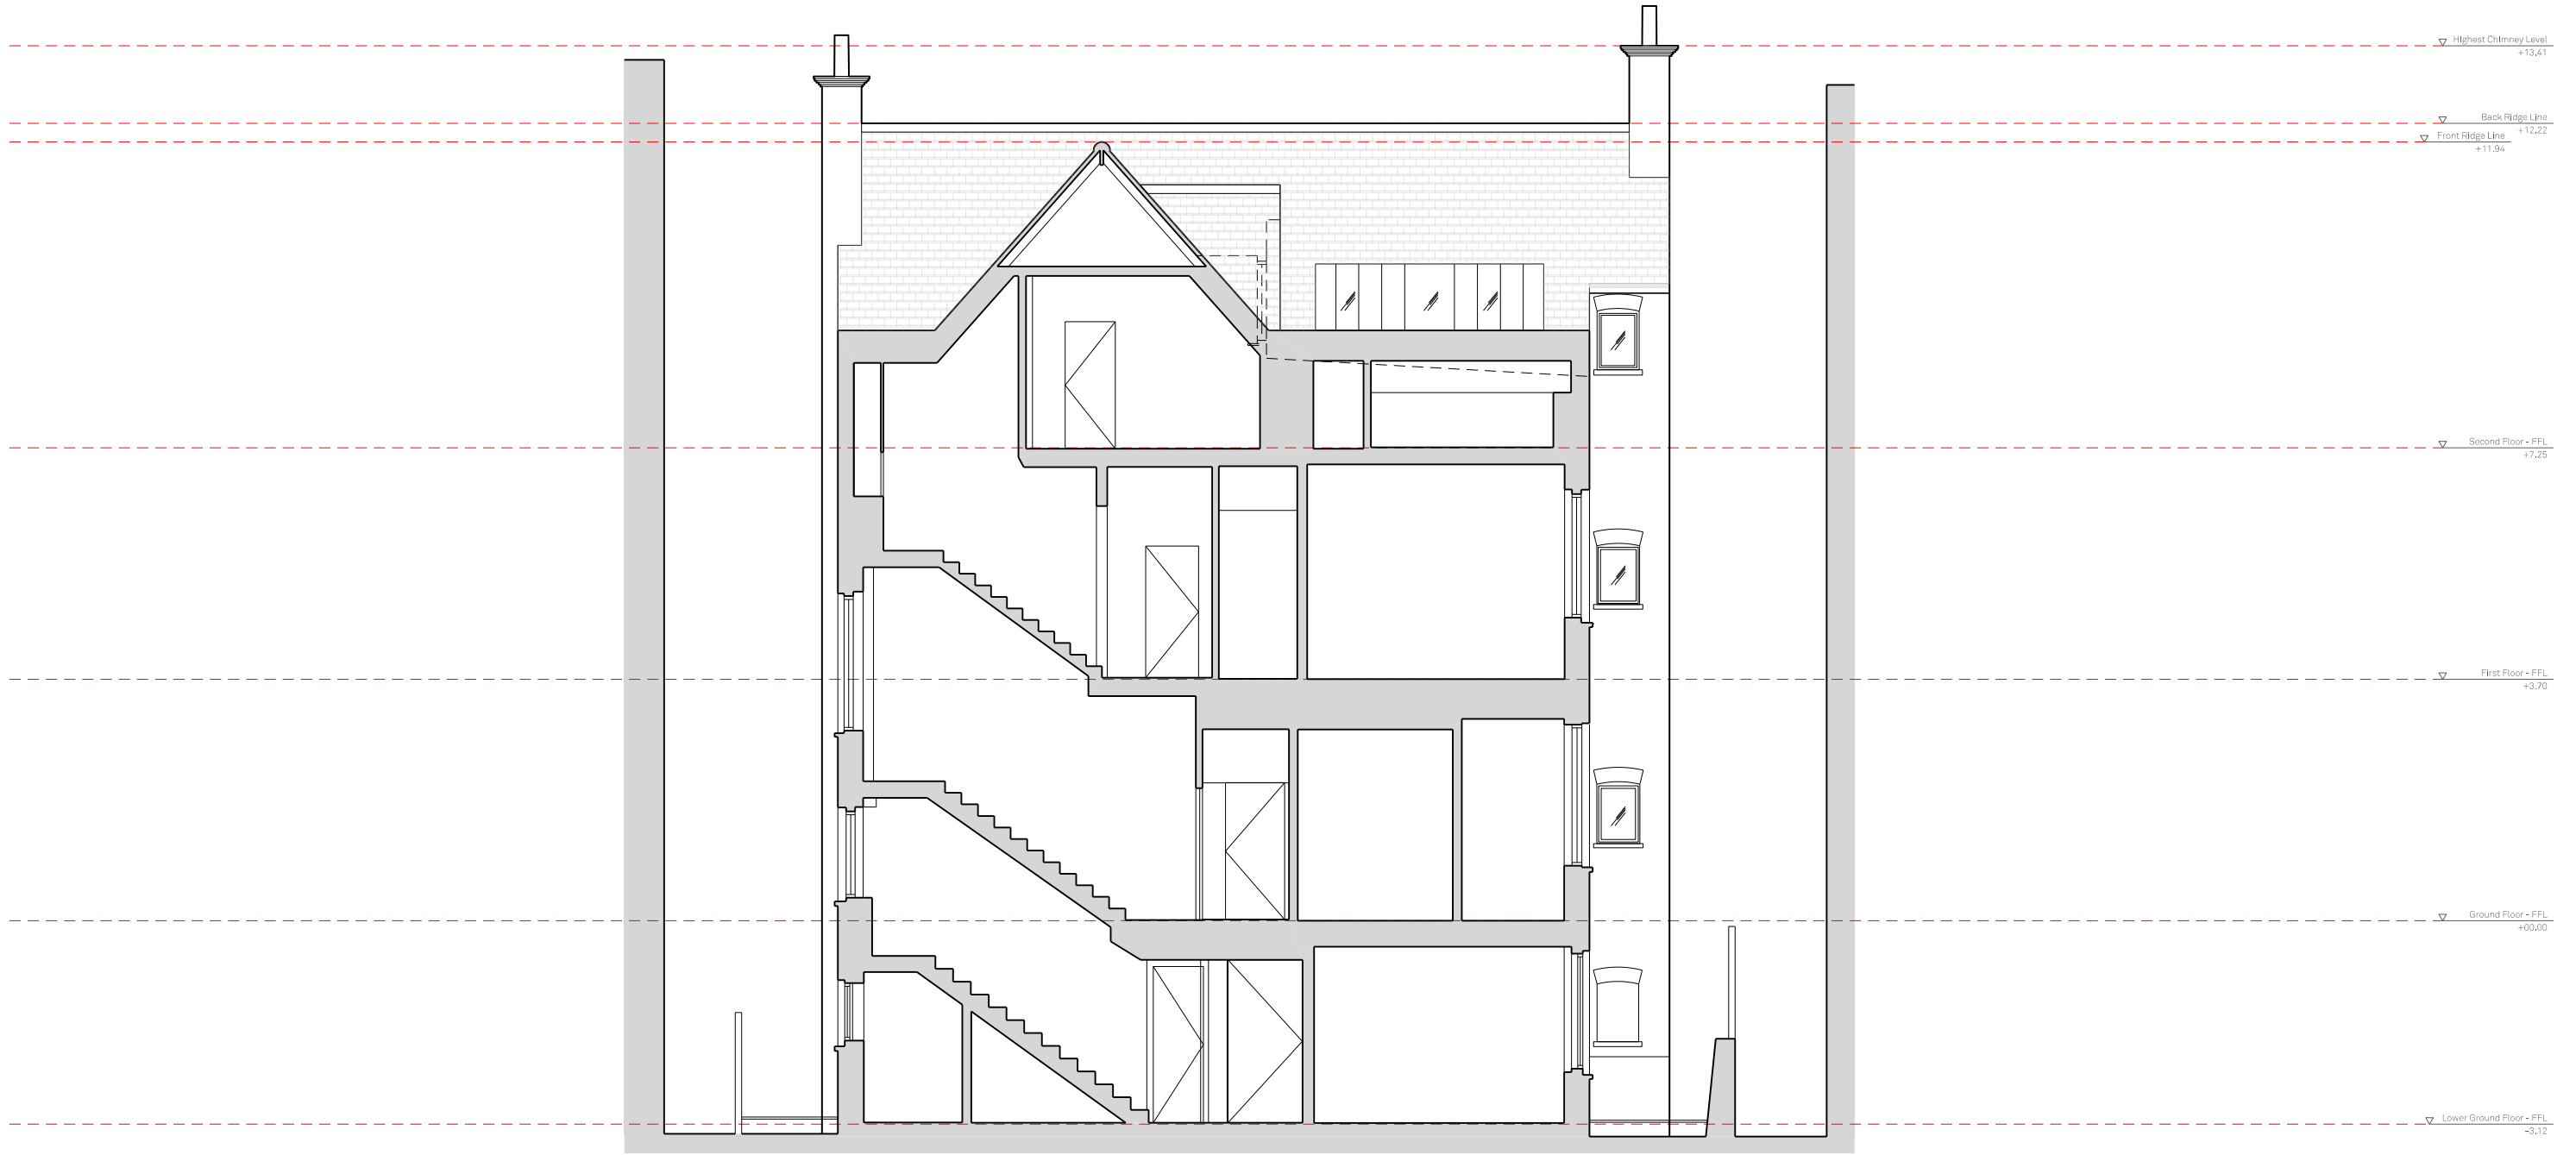 Highest Chimney Level
+13.41
Back Ridge Line
+12.22
Front Ridge Line
+11.94
Second Floor - FFL
+7.25
First Floor - FFL
+3.70
Ground Floor - FFL
+00.00
Lower Ground Floor - FFL
-3.12